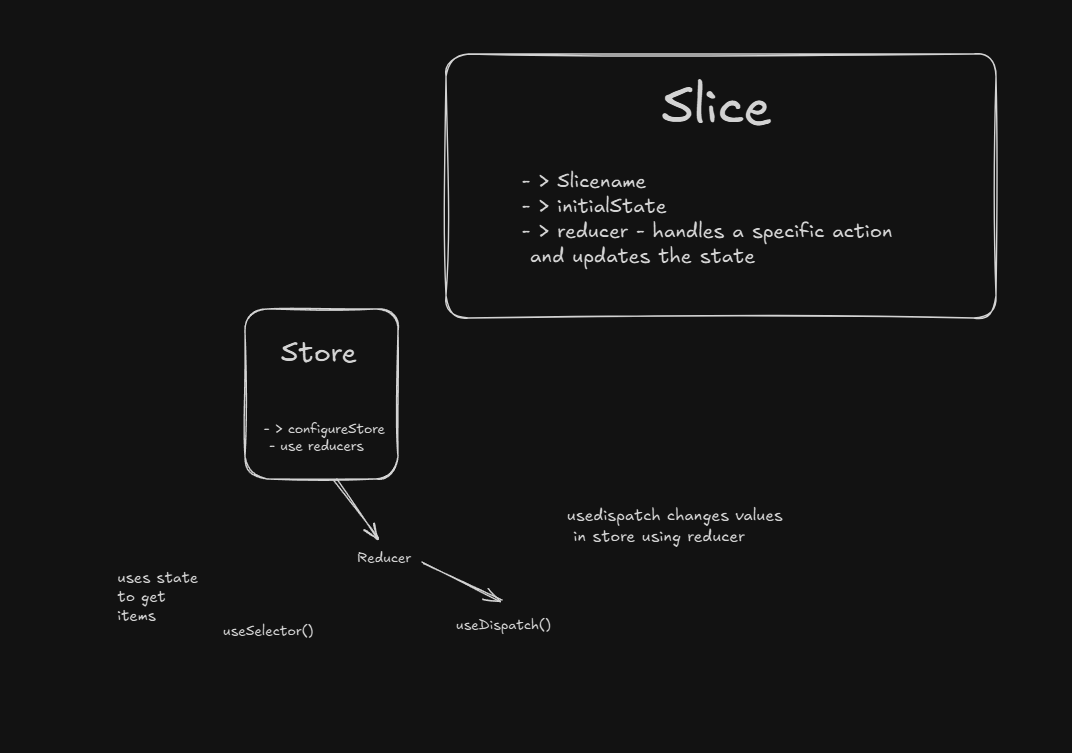 Slice
- > Slicename
- > initialState
- > reducer - handles a specific action
and updates the state
Store
- > configureStore
- use reducers
usedispatch changes values
in store using reducer
Reducer
uses state
to get
items
useSelector()
useDispatch()